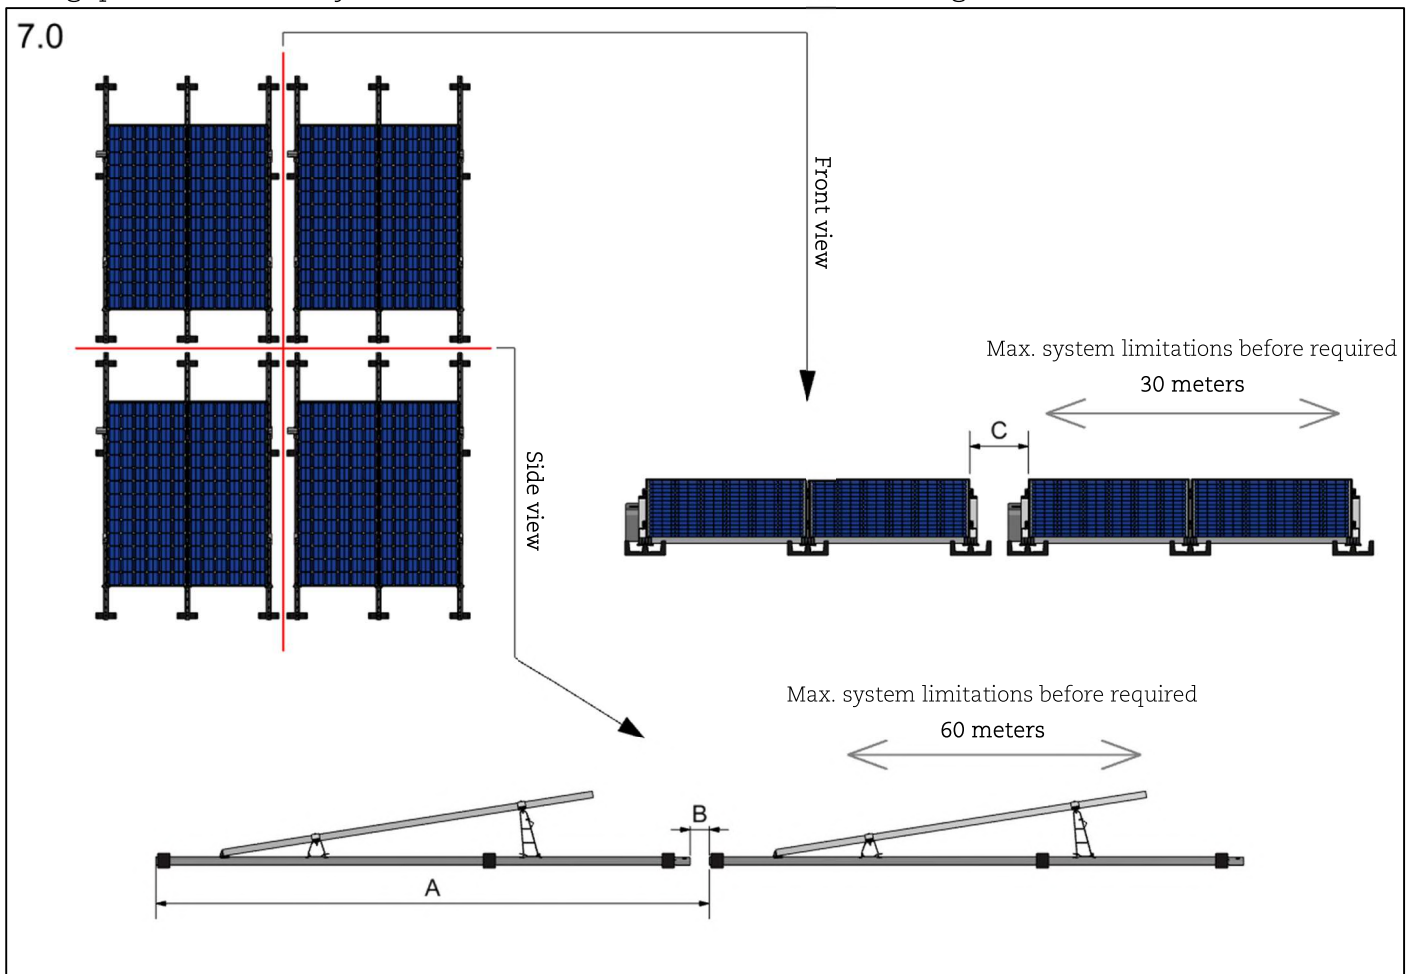 7.0
Front view
Max. system limitations before required
30 meters
C
Side view
Max. system limitations before required
60 meters
B
A